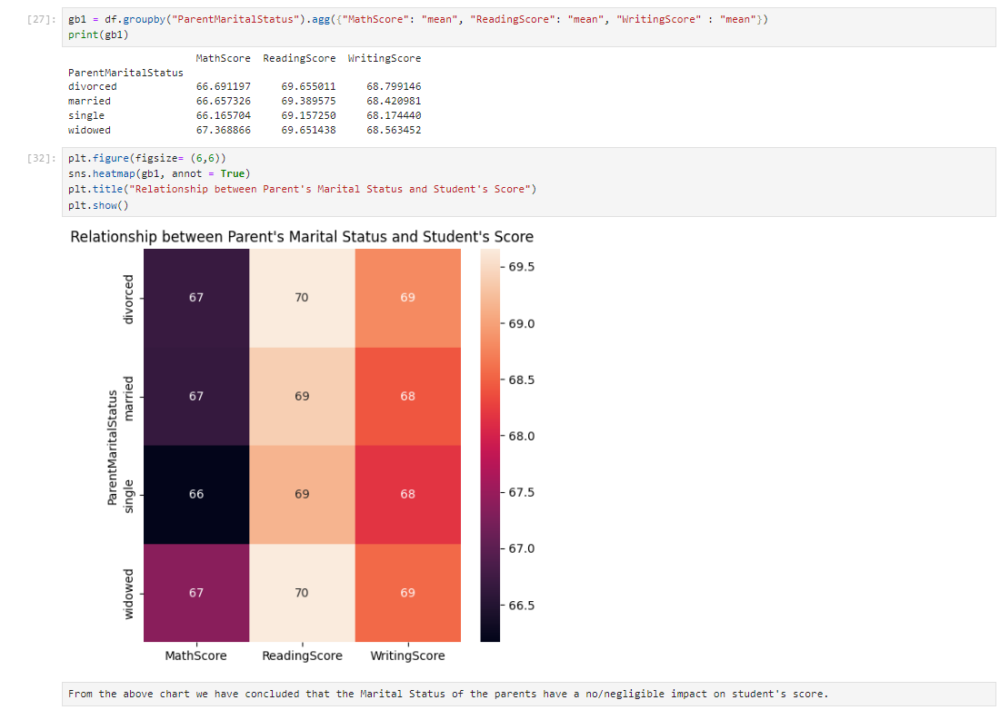 [27]: gb1 = df.groupby("ParentMaritalStatus").agg({"MathScore": "mean", "ReadingScore": "mean", "WritingScore" : "mean"})
print(gb1)
MathScore ReadingScore WritingScore
ParentMaritalStatus
divorced 66.691197 69.655011 68.799146
married 66.657326 69.389575 68.420981
single 66.165704 69.157250 68.174440
widowed 67.368866 69.651438 68.563452
[32]: plt.figure(figsize= (6,6))
sns.heatmap(gb1, annot = True)
plt.title("Relationship between Parent's Marital Status and Student's Score")
plt.show()
Relationship between Parent's Marital Status and Student's Score
ParentMaritalStatus
divorced 67 70 69
married 67 69 68
single 66 69 68
widowed 67 70 69
MathScore ReadingScore WritingScore
69.5
69.0
68.5
68.0
67.5
67.0
66.5
From the above chart we have concluded that the Marital Status of the parents have a no/negligible impact on student's score.